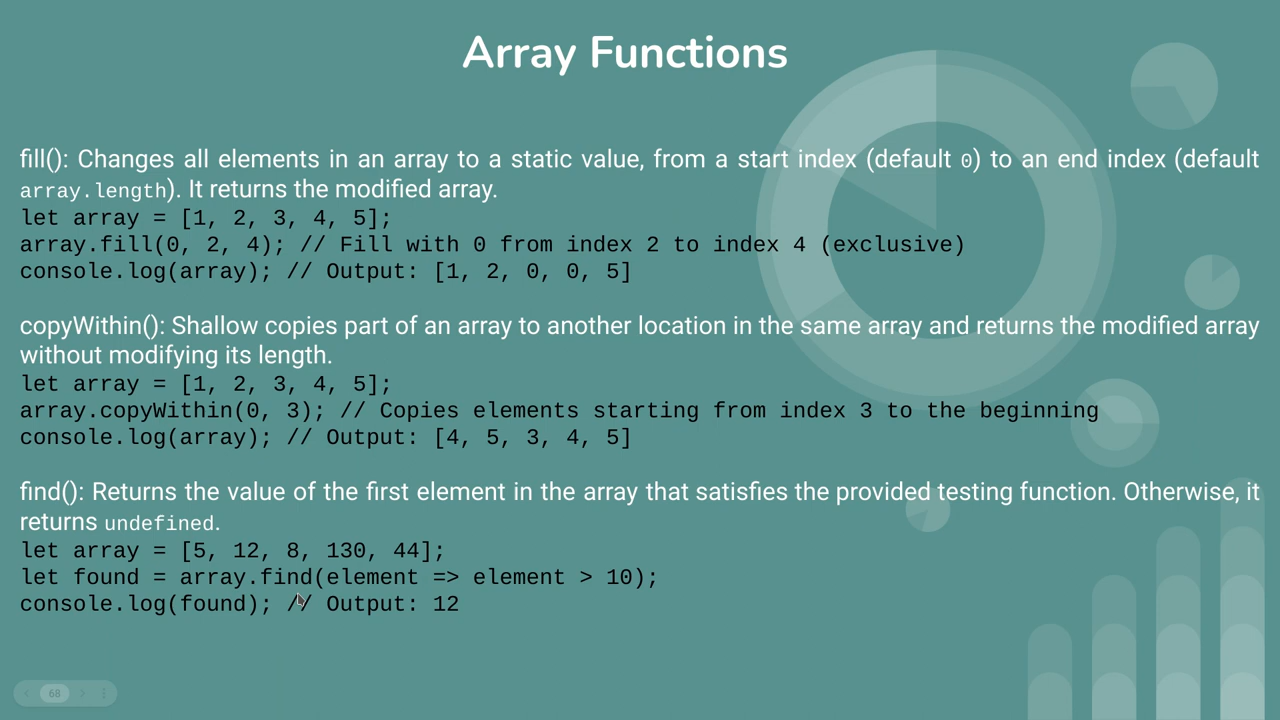 Array Functions
fill(): Changes all elements in an array to a static value, from a start index (default 0) to an end index (default
array.length). It returns the modified array.
let array = [1, 2, 3, 4, 5];
array.fill(0, 2, 4); // Fill with 0 from index 2 to index 4 (exclusive)
console.log(array); // Output: [1, 2, 0, 0, 5]
copyWithin(): Shallow copies part of an array to another location in the same array and returns the modified array
without modifying its length.
let array = [1, 2, 3, 4, 5];
array.copyWithin(0, 3); // Copies elements starting from index 3 to the beginning
console.log(array); // Output: [4, 5, 3, 4, 5]
find(): Returns the value of the first element in the array that satisfies the provided testing function. Otherwise, it
returns undefined.
let array = [5, 12, 8, 130, 44];
let found = array.find(element => element > 10);
console.log(found); // Output: 12
68